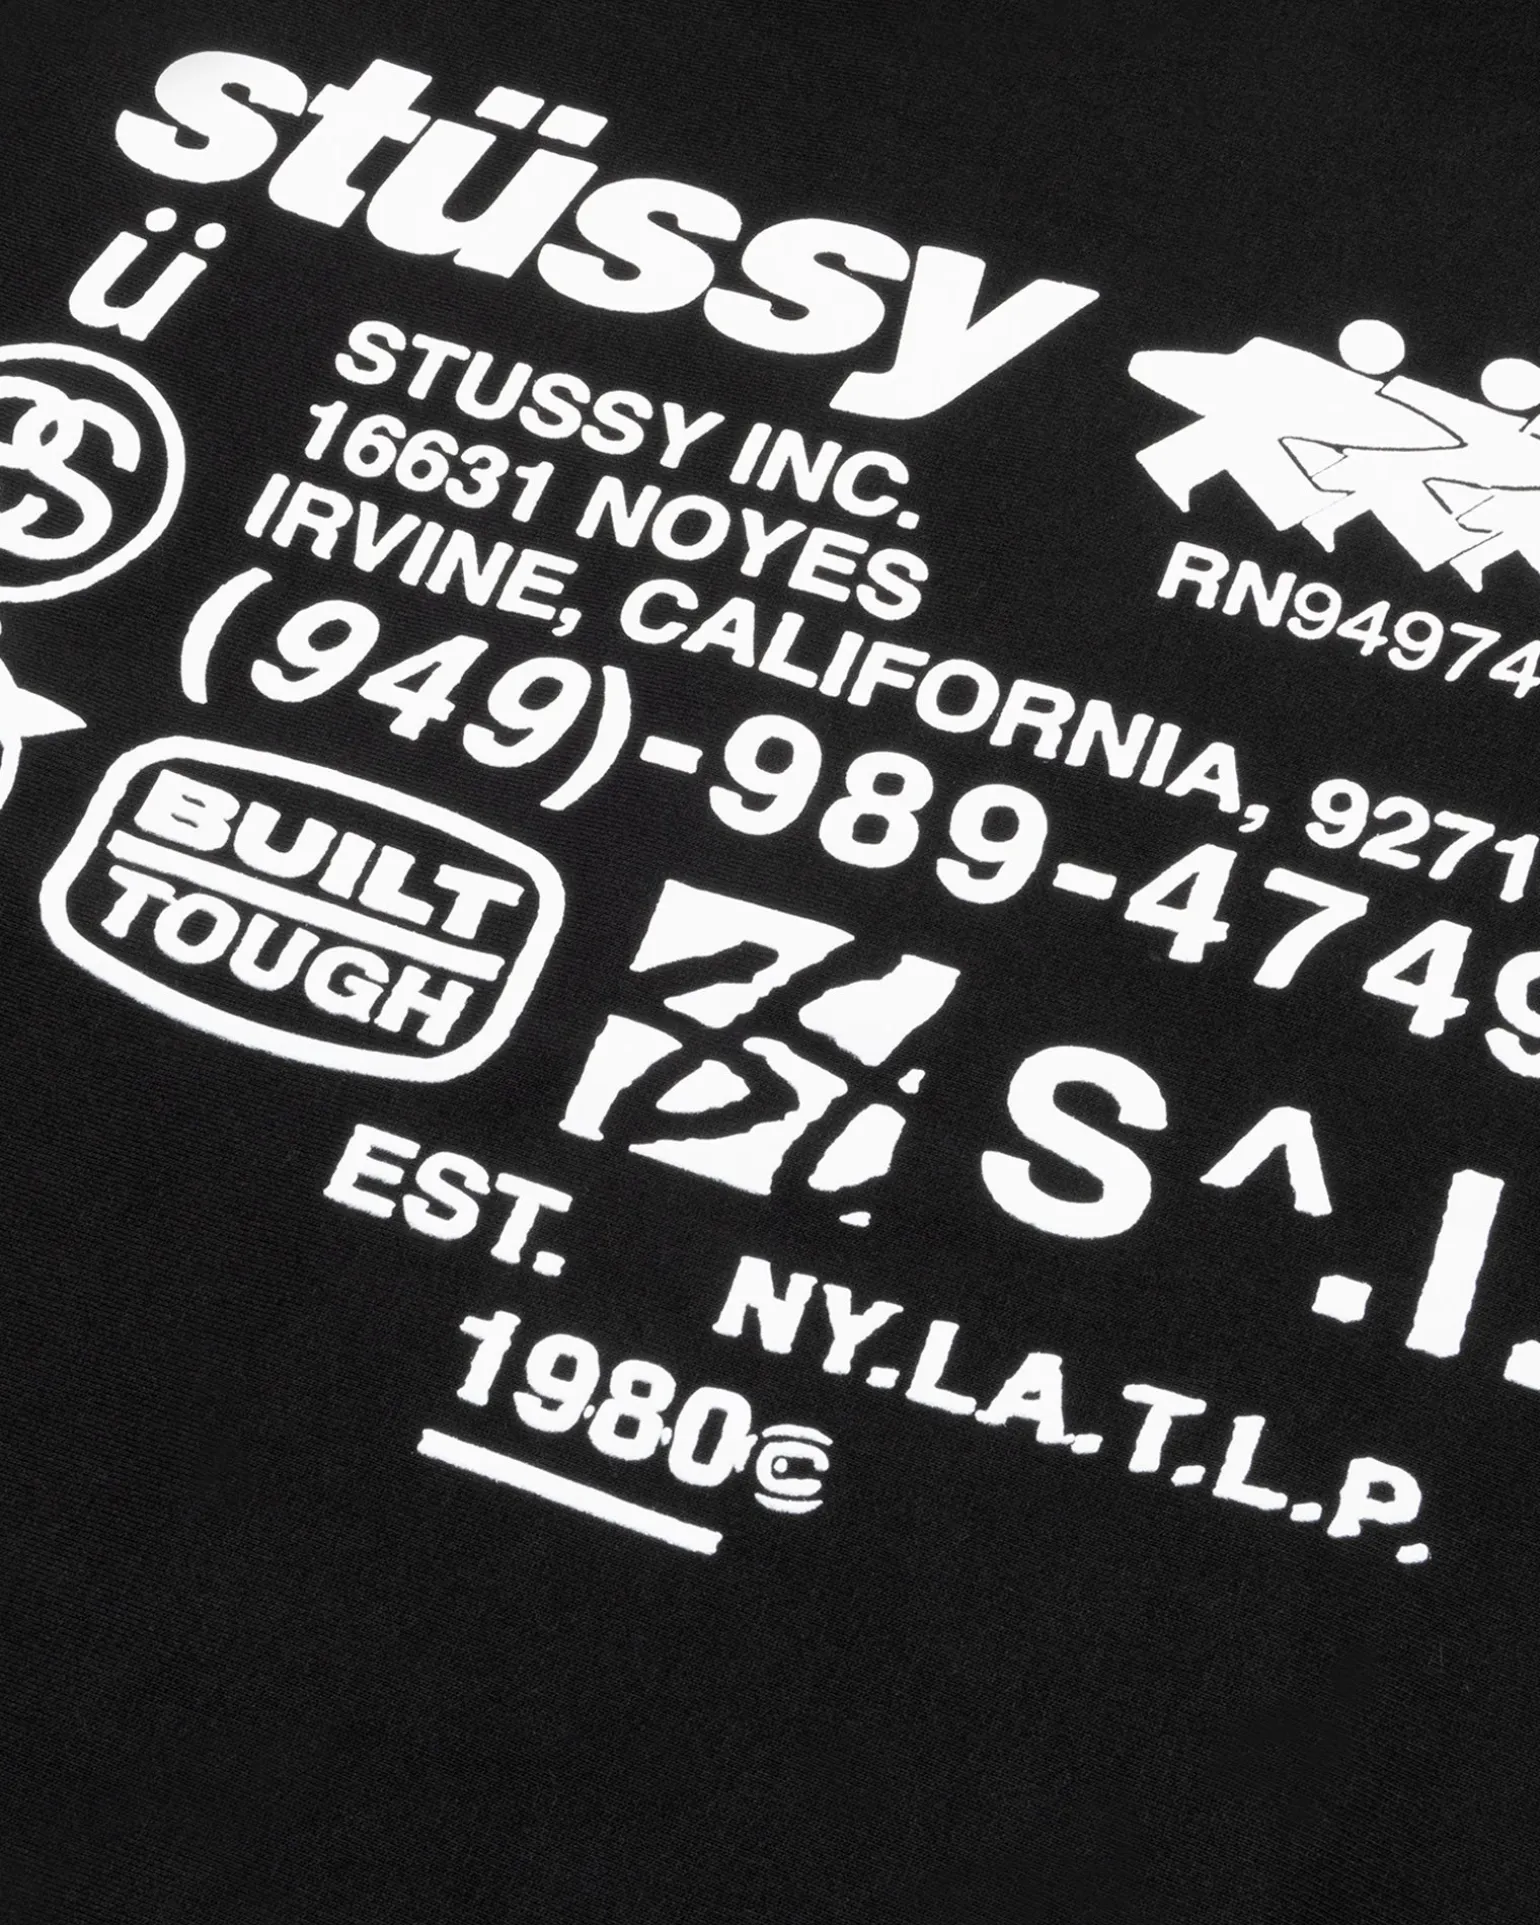 stüssy
ü
STUSSY INC.
16631 NOYES
IRVINE, CALIFORNIA, 9271
(949)-989-4749
RN94974
BUILT
TOUGH
S^.I.
EST.
1980©
NY.LA.T.L.P.